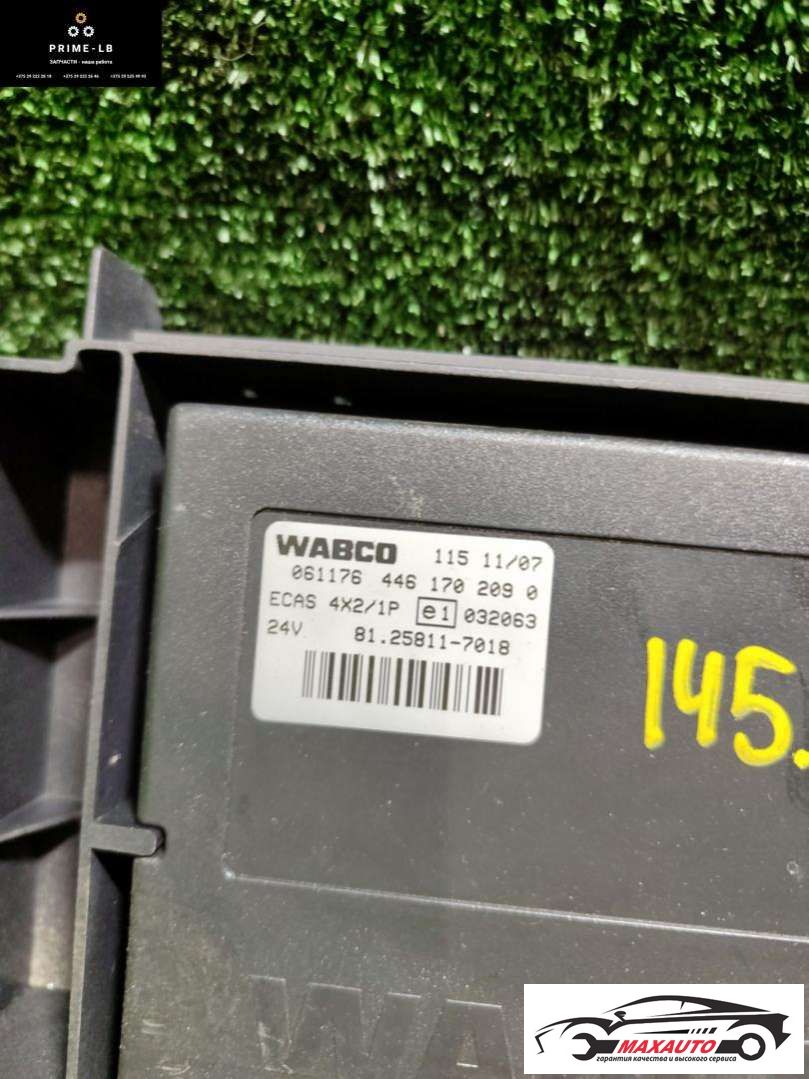 PRIME-LB
ЗАПЧАСТИ - наша работа
WABCO 115 11/07
061176 446 170 209 0
ECAS 4X2/1P e1 032063
24V 81.25811-7018
145.
WA
MAXAUTO
гарантия качества и высокого сервиса